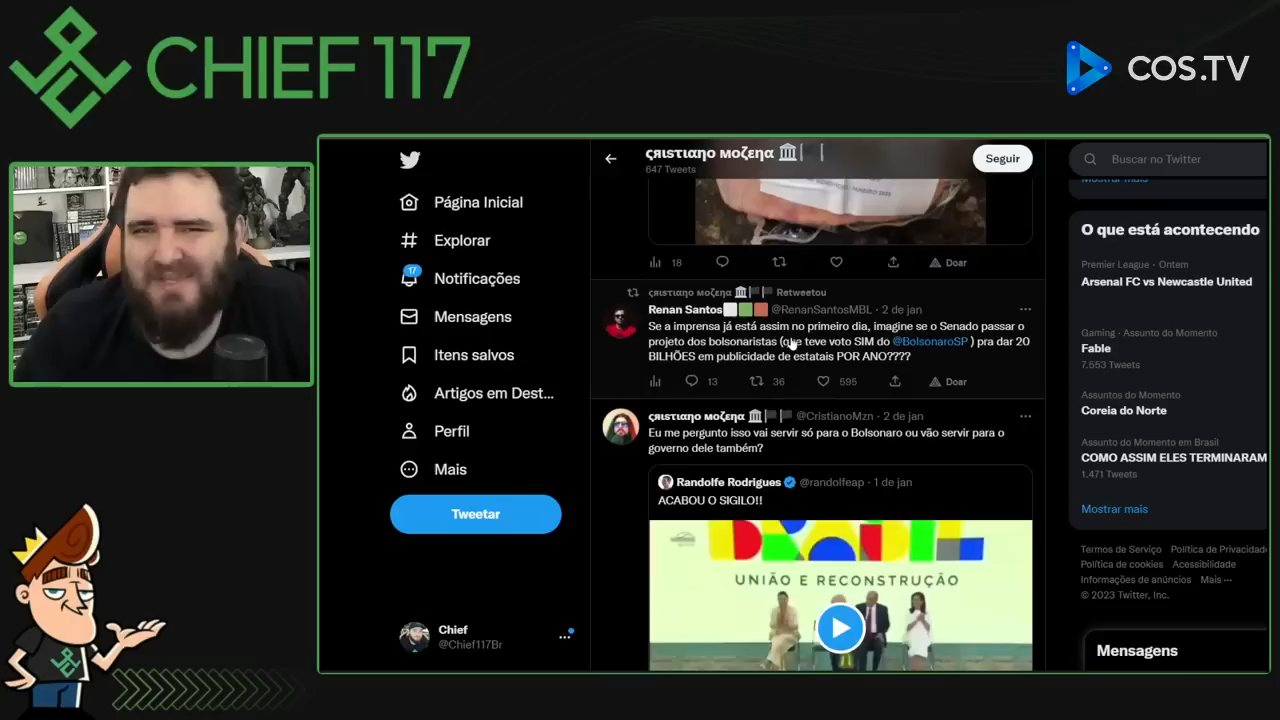 CHIEF 117
COS.TV
Página Inicial
Explorar
17
Notificações
Mensagens
Itens salvos
Artigos em Dest...
Perfil
Mais
Tweetar
Chief
@Chief117Br
cяisтιαηo мoζεηα
647 Tweets
Seguir
18
Doar
cяisтιαηo мoζεηα Retweetou
Renan Santos @RenanSantosMBL · 2 de jan
Se a imprensa já está assim no primeiro dia, imagine se o Senado passar o
projeto dos bolsonaristas (que teve voto SIM do @BolsonaroSP ) pra dar 20
BILHÕES em publicidade de estatais POR ANO????
13
36
595
Doar
cяisтιαηo мoζεηα @CristianoMzn · 2 de jan
Eu me pergunto isso vai servir só para o Bolsonaro ou vão servir para o
governo dele também?
Randolfe Rodrigues @randolfeap · 1 de jan
ACABOU O SIGILO!!
BRASIL
UNIÃO E RECONSTRUÇÃO
Buscar no Twitter
Mostrar mais
O que está acontecendo
Premier League · Ontem
Arsenal FC vs Newcastle United
Gaming · Assunto do Momento
Fable
7.553 Tweets
Assuntos do Momento
Coreia do Norte
Assunto do Momento em Brasil
COMO ASSIM ELES TERMINARAM
1.471 Tweets
Mostrar mais
Termos de Serviço Política de Privacidade
Política de cookies Acessibilidade
Informações de anúncios Mais ···
© 2023 Twitter, Inc.
Mensagens